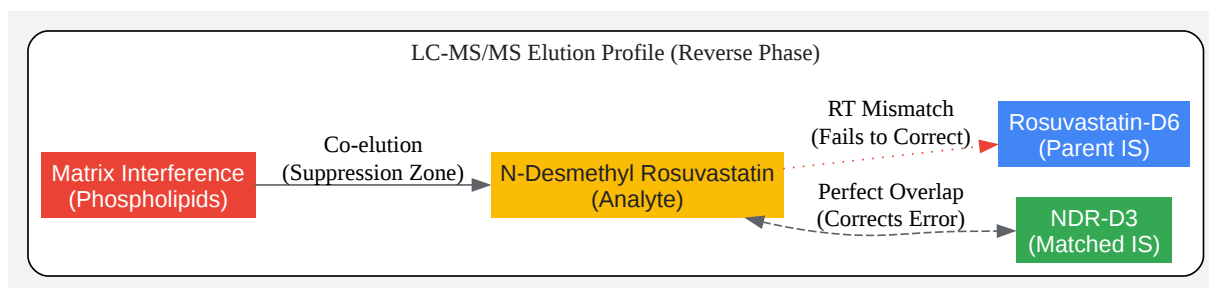 LC-MS/MS Elution Profile (Reverse Phase)
Matrix Interference
(Phospholipids)
Co-elution
(Suppression Zone)
N-Desmethyl Rosuvastatin
(Analyte)
RT Mismatch
(Fails to Correct)
Rosuvastatin-D6
(Parent IS)
Perfect Overlap
(Corrects Error)
NDR-D3
(Matched IS)